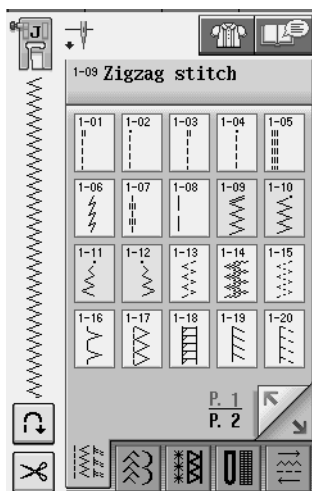 J
1-09 Zigzag stitch
1-01 1-02 1-03 1-04 1-05
1-06 1-07 1-08 1-09 1-10
1-11 1-12 1-13 1-14 1-15
1-16 1-17 1-18 1-19 1-20
P. 1
P. 2